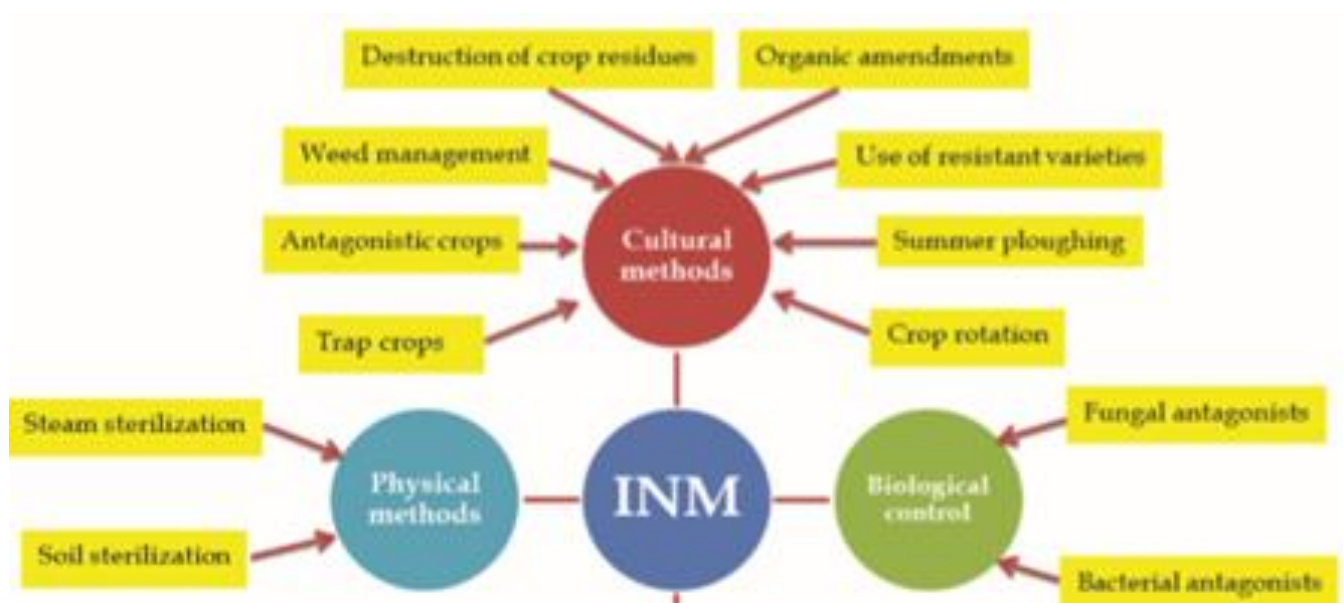 Destruction of crop residues
Organic amendments
Weed management
Use of resistant varieties
Antagonistic crops
Cultural
methods
Summer ploughing
Trap crops
Crop rotation
Steam sterilization
Fungal antagonists
Physical
methods
INM
Biological
control
Soil sterilization
Bacterial antagonists